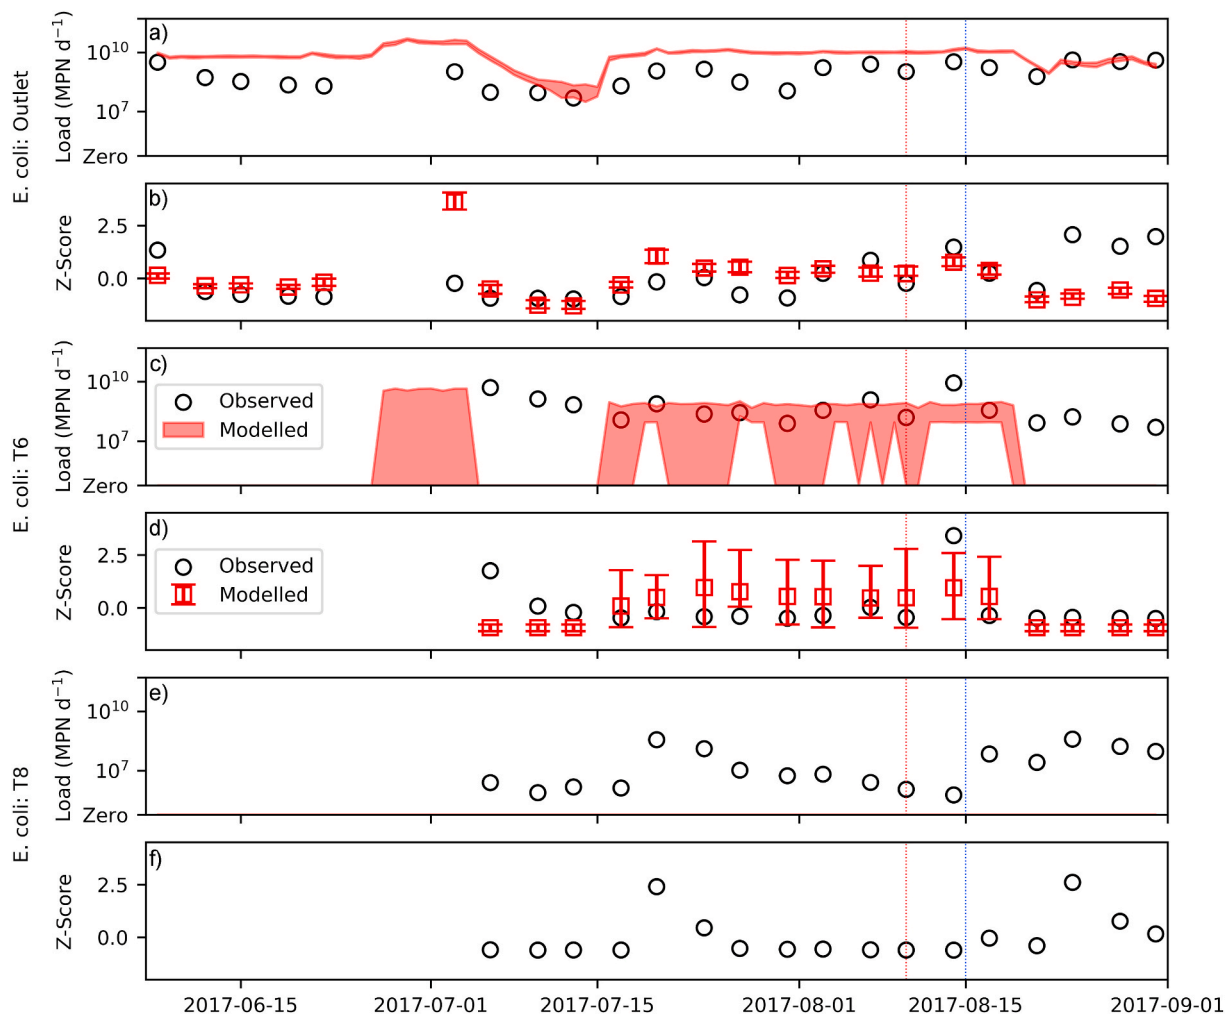 E. coli: Outlet
Load (MPN d⁻¹)
a)
10¹⁰
10⁷
Zero
Z-Score
b)
2.5
0.0
E. coli: T6
Load (MPN d⁻¹)
c)
10¹⁰
10⁷
Zero
Observed
Modelled
Z-Score
d)
2.5
0.0
Observed
Modelled
E. coli: T8
Load (MPN d⁻¹)
e)
10¹⁰
10⁷
Zero
Z-Score
f)
2.5
0.0
2017-06-15 2017-07-01 2017-07-15 2017-08-01 2017-08-15 2017-09-01